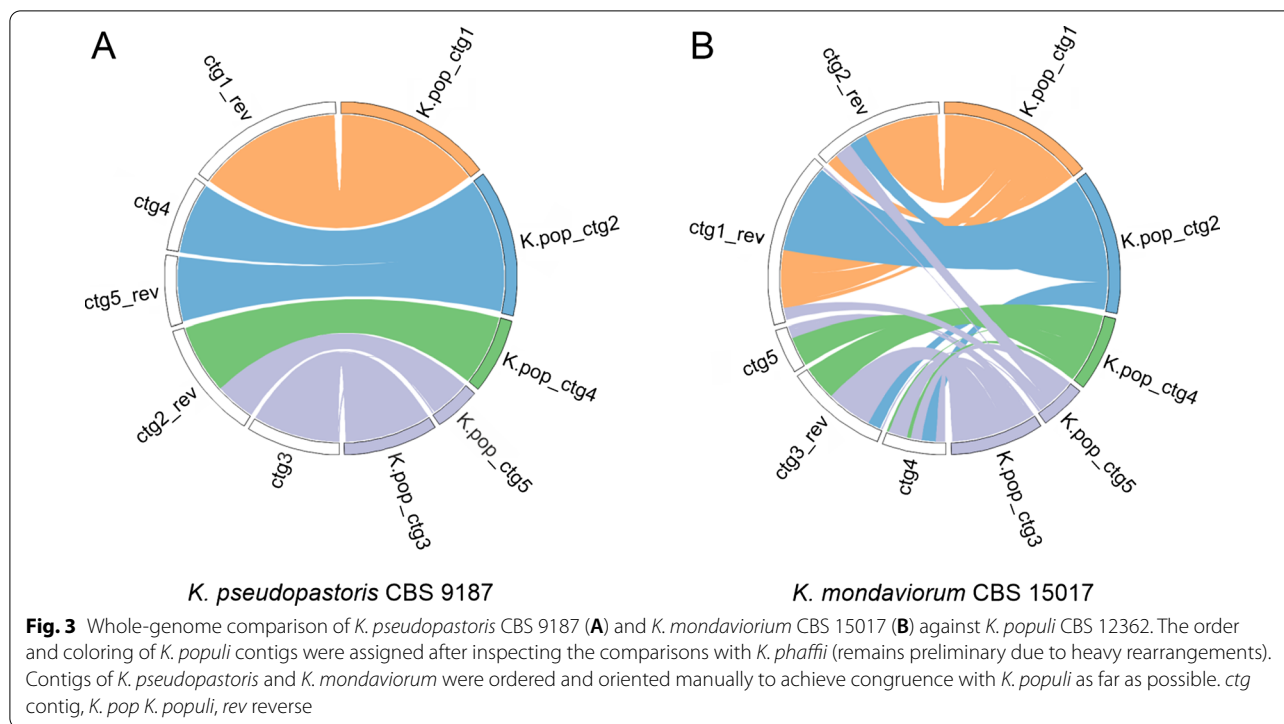 A
B
ctg1_rev
K.pop_ctg1
ctg4
K.pop_ctg2
ctg5_rev
K.pop_ctg4
ctg2_rev
K.pop_ctg5
ctg3
K.pop_ctg3
ctg2_rev
K.pop_ctg1
ctg1_rev
K.pop_ctg2
ctg5
K.pop_ctg4
ctg3_rev
K.pop_ctg5
ctg4
K.pop_ctg3
K. pseudopastoris CBS 9187
K. mondaviorum CBS 15017
Fig. 3 Whole-genome comparison of K. pseudopastoris CBS 9187 (A) and K. mondaviorium CBS 15017 (B) against K. populi CBS 12362. The order
and coloring of K. populi contigs were assigned after inspecting the comparisons with K. phaffii (remains preliminary due to heavy rearrangements).
Contigs of K. pseudopastoris and K. mondaviorum were ordered and oriented manually to achieve congruence with K. populi as far as possible. ctg
contig, K. pop K. populi, rev reverse